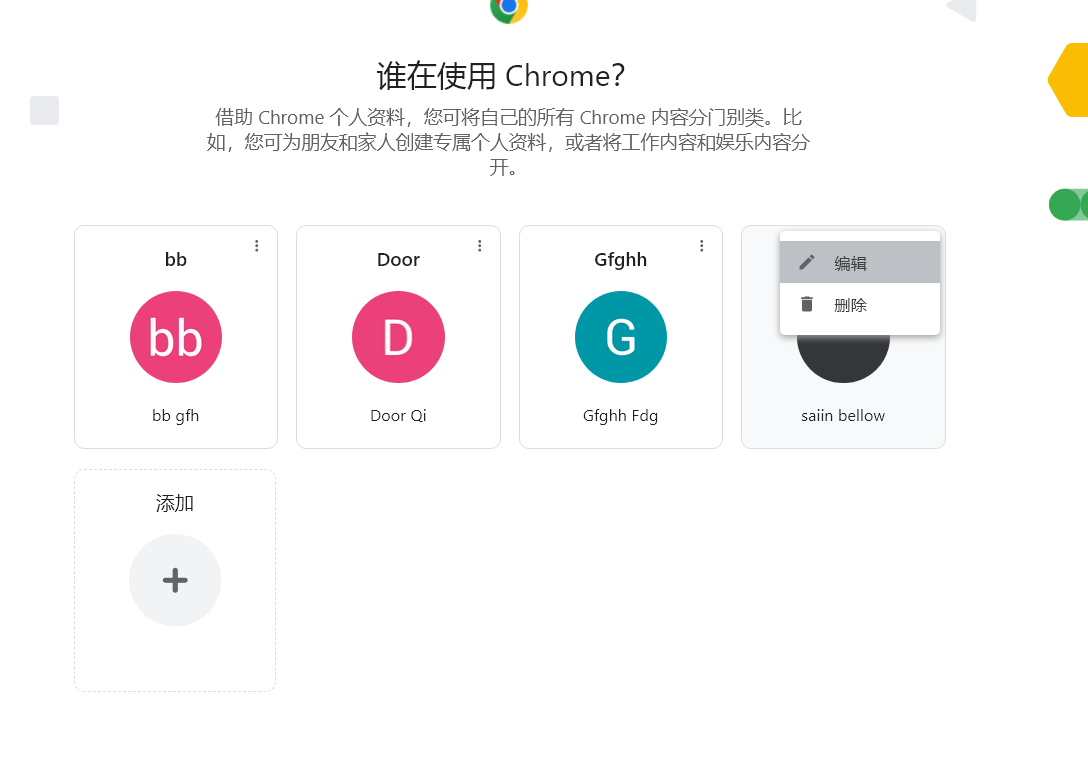 谁在使用 Chrome?
借助 Chrome 个人资料，您可将自己的所有 Chrome 内容分门别类。比
如，您可为朋友和家人创建专属个人资料，或者将工作内容和娱乐内容分
开。
bb
Door
Gfghh
编辑
删除
bb
D
G
bb gfh
Door Qi
Gfghh Fdg
saiin bellow
添加